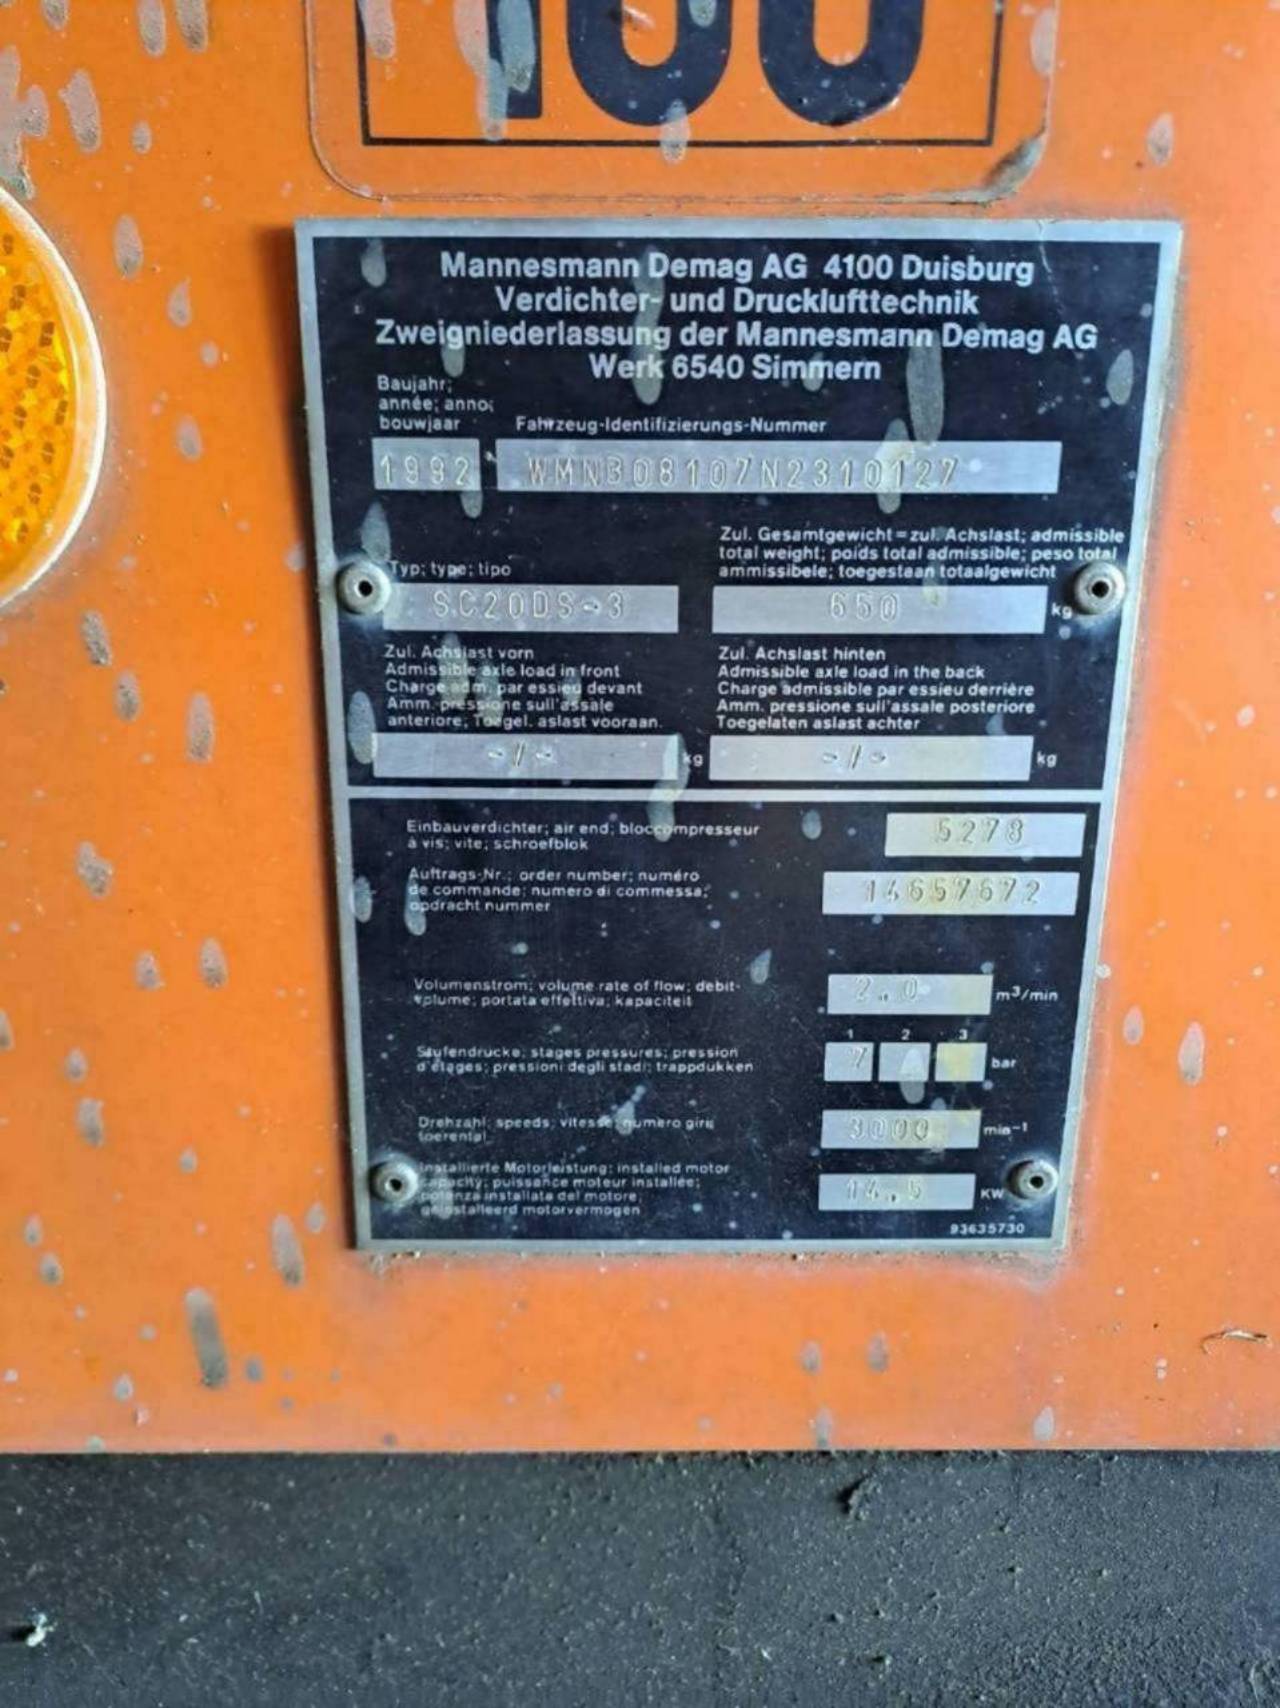 100
Mannesmann Demag AG 4100 Duisburg
Verdichter- und Drucklufttechnik
Zweigniederlassung der Mannesmann Demag AG
Werk 6540 Simmern
Baujahr;
année; anno;
bouwjaar Fahrzeug-Identifizierungs-Nummer
1992 WMNB08107N2310127
Zul. Gesamtgewicht=zul. Achslast; admissible
total weight; poids total admissible; peso total
Typ; type; tipo ammissibele; toegestaan totaalgewicht
SC20DS-3 650 kg
Zul. Achslast vorn Zul. Achslast hinten
Admissible axle load in front Admissible axle load in the back
Charge adm. par essieu devant Charge admissible par essieu derrière
Amm. pressione sull'assale Amm. pressione sull'assale posteriore
anteriore; Toegel. aslast vooraan. Toegelaten aslast achter
-/- kg -/- kg
Einbauverdichter; air end; bloccompresseur 5278
à vis; vite; schroefblok
Auftrags-Nr.; order number; numéro
de commande; numero di commessa; 14657672
opdracht nummer
Volumenstrom; volume rate of flow; debit- 2.0 m³/min
volume; portata effettiva; kapaciteit
1 2 3
Stufendrucke; stages pressures; pression 7 bar
d'étages; pressioni degli stadi; trappdukken
Drehzahl; speeds; vitesse; numero giri; 3000 min-1
toerental
Installierte Motorleistung; installed motor
capacity; puissance moteur installée; 14,5 KW
potenza installata del motore;
geinstalleerd motorvermogen
93635730